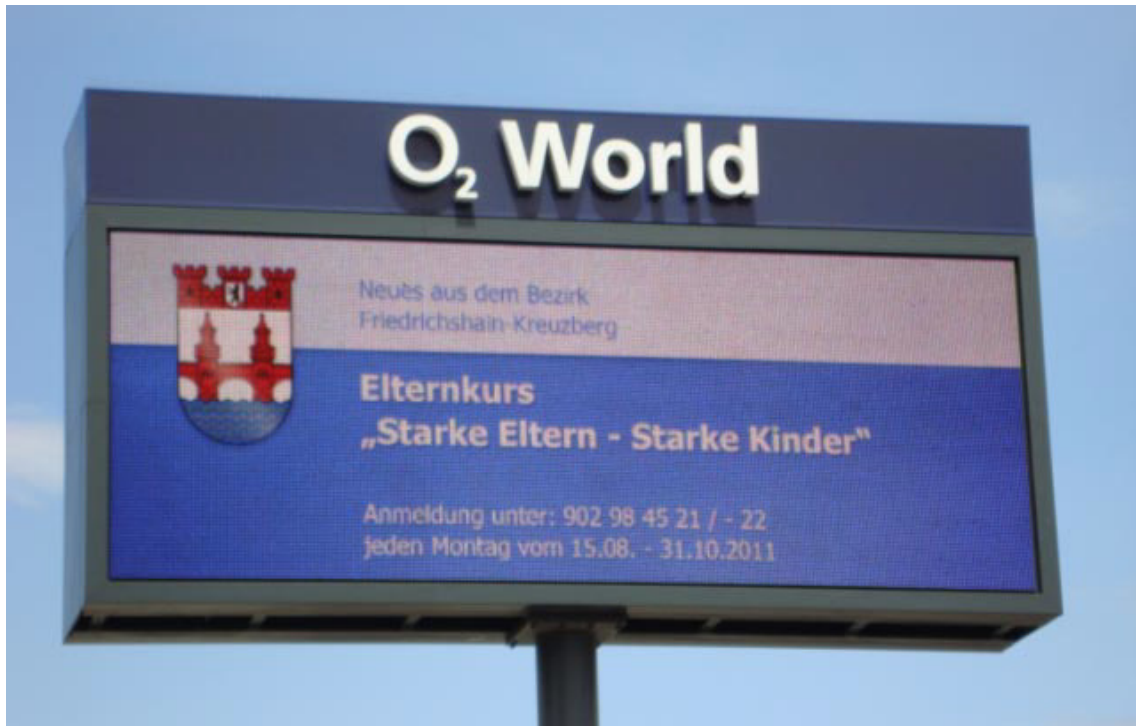 O₂ World
Neues aus dem Bezirk
Friedrichshain-Kreuzberg
Elternkurs
„Starke Eltern - Starke Kinder“
Anmeldung unter: 902 98 45 21 / - 22
jeden Montag vom 15.08. - 31.10.2011